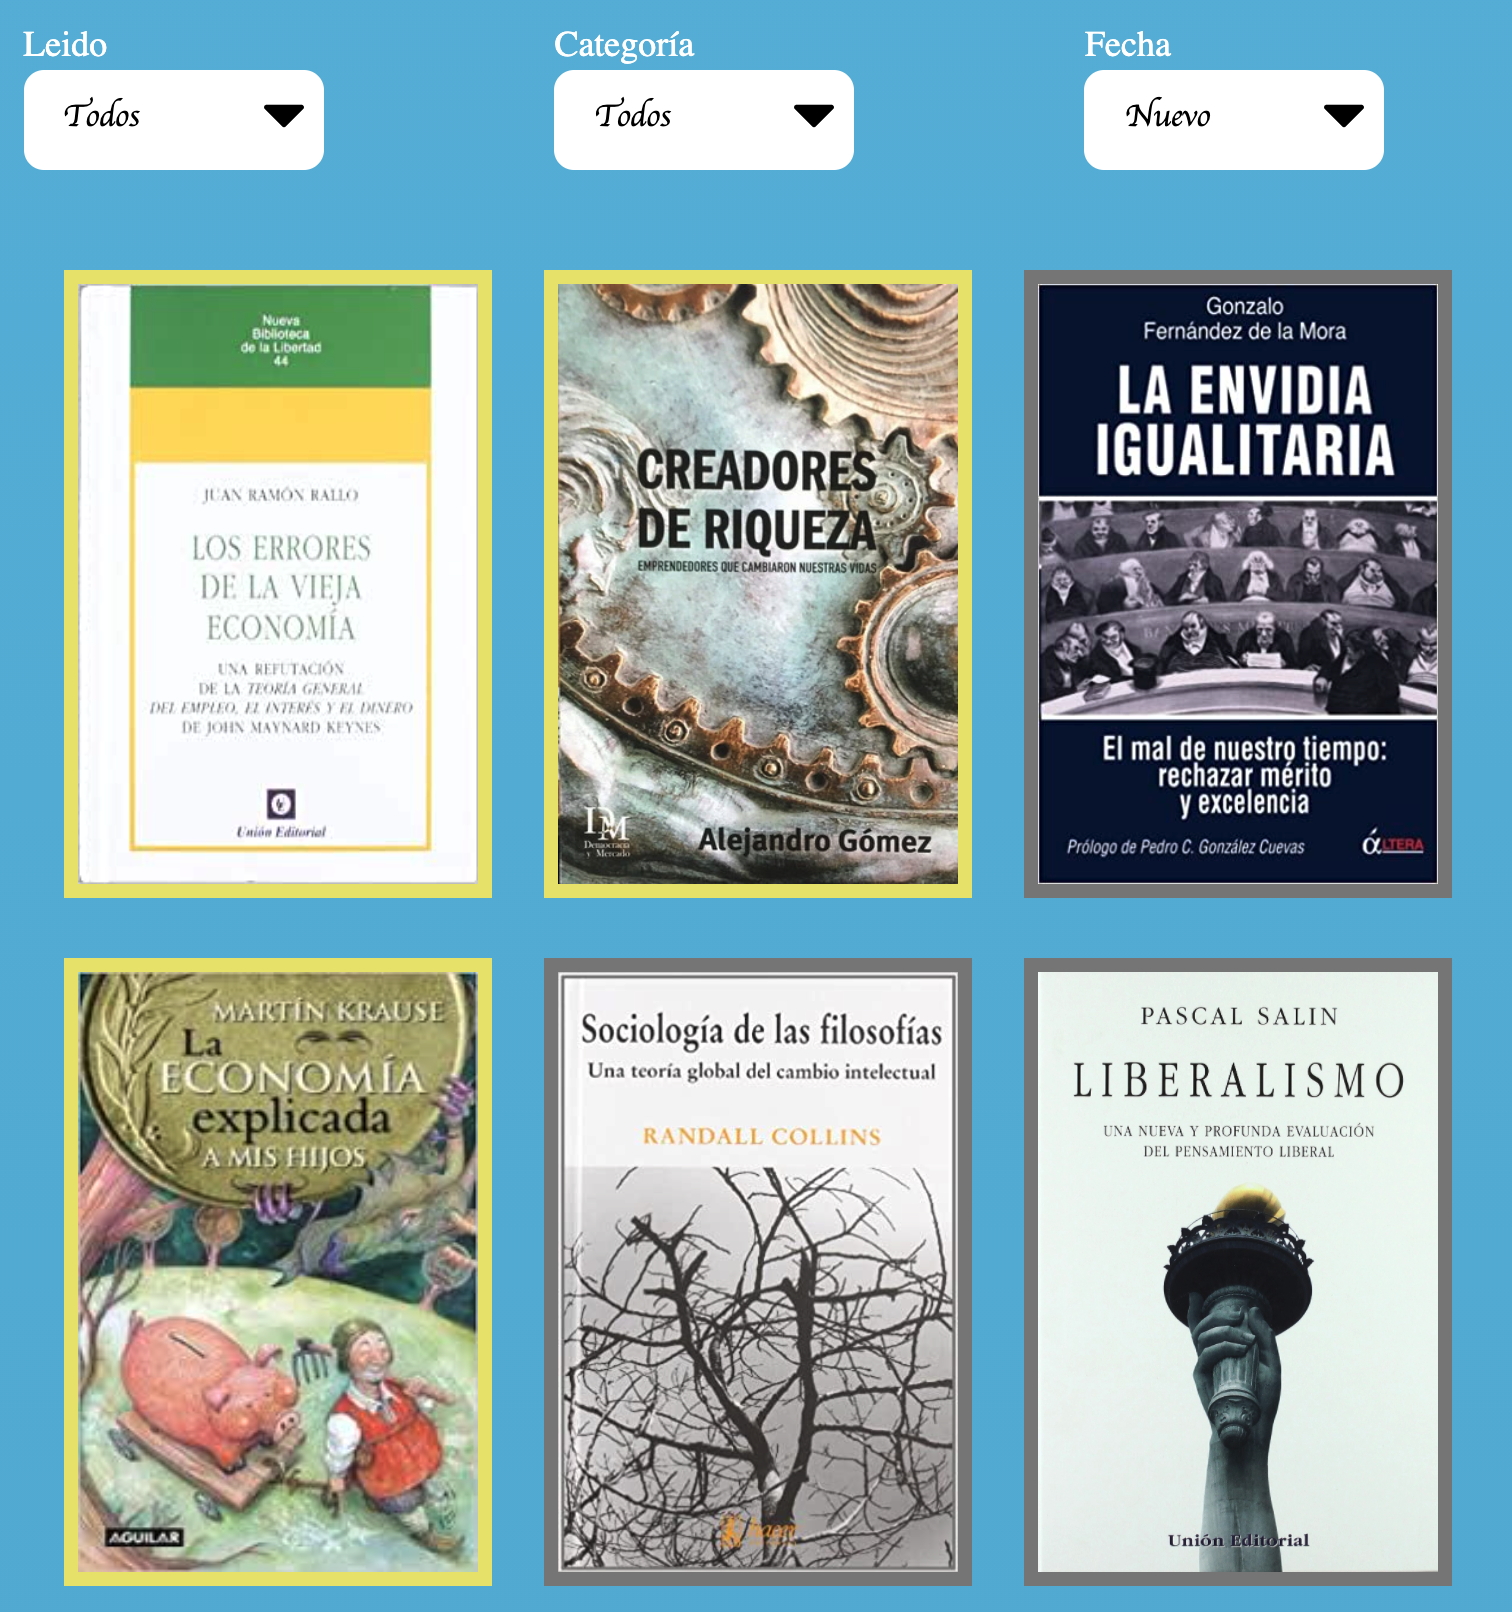 Leido
Categoría
Fecha
Todos
Todos
Nuevo
Nueva
Biblioteca
de la Libertad
44
JUAN RAMÓN RALLO
LOS ERRORES
DE LA VIEJA
ECONOMÍA
UNA REFUTACIÓN
DE LA TEORÍA GENERAL
DEL EMPLEO, EL INTERÉS Y EL DINERO
DE JOHN MAYNARD KEYNES
Unión Editorial
CREADORES
DE RIQUEZA
EMPRENDEDORES QUE CAMBIARON NUESTRAS VIDAS
DM
Democracia
y Mercado
Alejandro Gómez
Gonzalo
Fernández de la Mora
LA ENVIDIA
IGUALITARIA
El mal de nuestro tiempo:
rechazar mérito
y excelencia
Prólogo de Pedro C. González Cuevas
áLTERA
MARTÍN KRAUSE
La
ECONOMÍA
explicada
A MIS HIJOS
AGUILAR
Sociología de las filosofías
Una teoría global del cambio intelectual
RANDALL COLLINS
hacer
PASCAL SALIN
LIBERALISMO
UNA NUEVA Y PROFUNDA EVALUACIÓN
DEL PENSAMIENTO LIBERAL
Unión Editorial